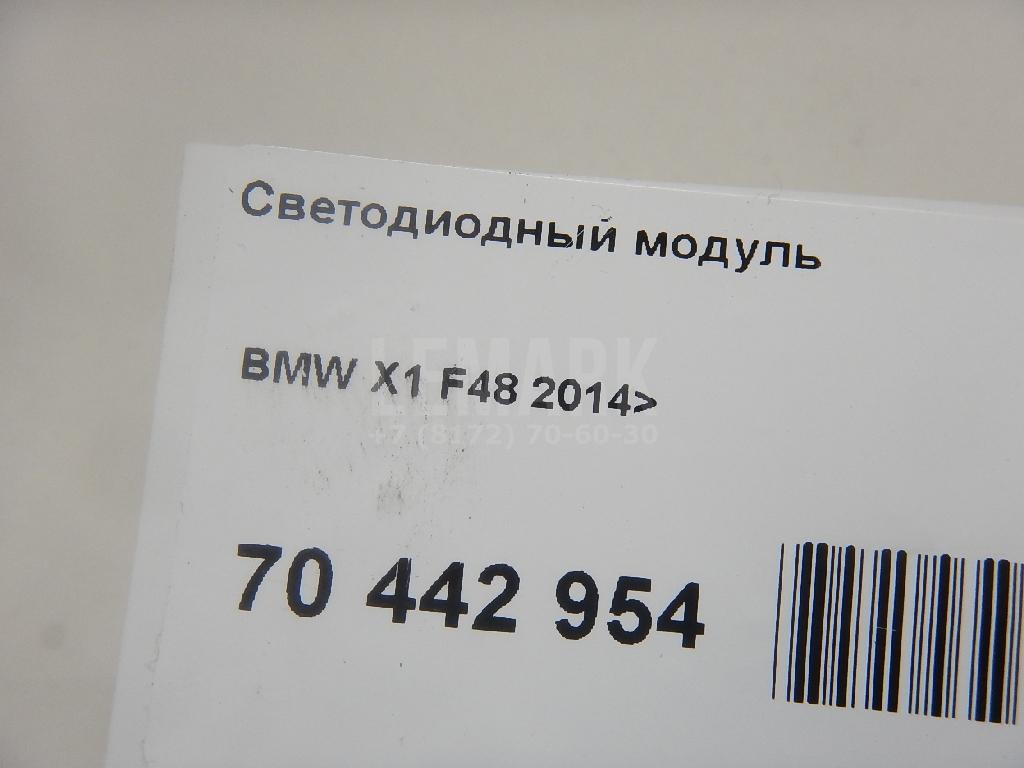 Светодиодный модуль
BMW X1 F48 2014>
LEMARK
+7 (8172) 70-60-30
70 442 954